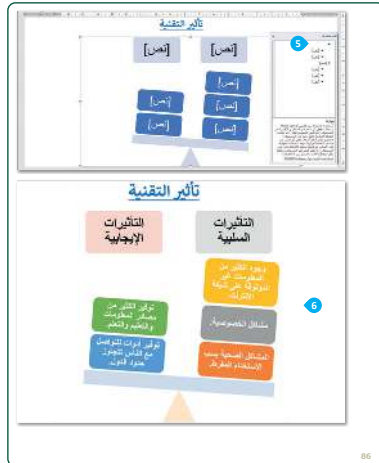 تأثير التقنية
[نص]
[نص]
5
[نص]
[نص]
[نص]
[نص]
[نص]
تأثير التقنية
التأثيرات
السلبية
التأثيرات
الإيجابية
وجود الكثير من
المعلومات غير
الموثوقة على شبكة
الإنترنت.
مشاكل الخصوصية.
المشاكل الصحية بسبب
الاستخدام المفرط.
توفير الكثير من
مصادر المعلومات
والتعليم والتعلم.
توفير أدوات للتواصل
مع الناس تتجاوز
حدود الدول.
6
86